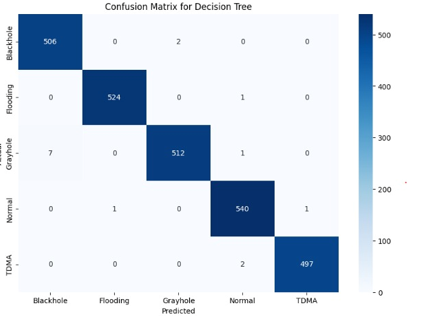 Confusion Matrix for Decision Tree
Blackhole 506 0 2 0 0
Flooding 0 524 0 1 0
Grayhole 7 0 512 1 0
Normal 0 1 0 540 1
TDMA 0 0 0 2 497
Blackhole Flooding Grayhole Normal TDMA
Predicted
500
400
300
200
100
0